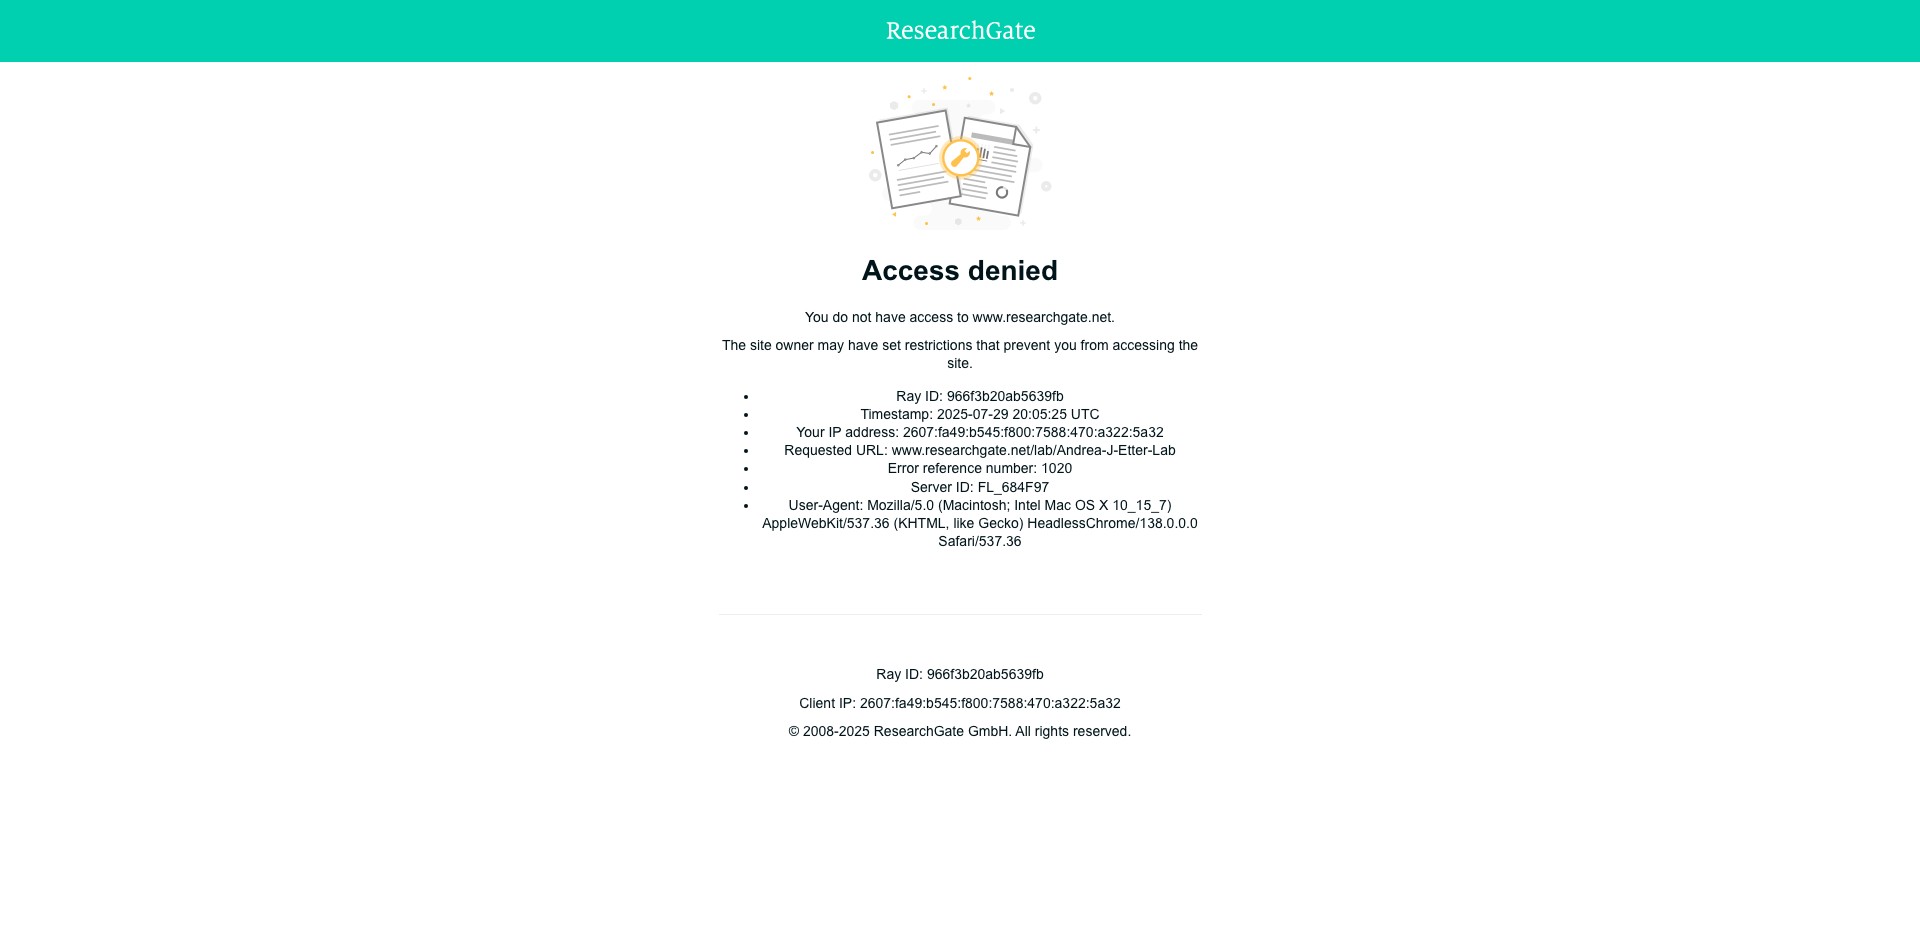 ResearchGate
Access denied
You do not have access to www.researchgate.net.
The site owner may have set restrictions that prevent you from accessing the
site.
Ray ID: 966f3b20ab5639fb
Timestamp: 2025-07-29 20:05:25 UTC
Your IP address: 2607:fa49:b545:f800:7588:470:a322:5a32
Requested URL: www.researchgate.net/lab/Andrea-J-Etter-Lab
Error reference number: 1020
Server ID: FL_684F97
User-Agent: Mozilla/5.0 (Macintosh; Intel Mac OS X 10_15_7)
AppleWebKit/537.36 (KHTML, like Gecko) HeadlessChrome/138.0.0.0
Safari/537.36
Ray ID: 966f3b20ab5639fb
Client IP: 2607:fa49:b545:f800:7588:470:a322:5a32
© 2008-2025 ResearchGate GmbH. All rights reserved.